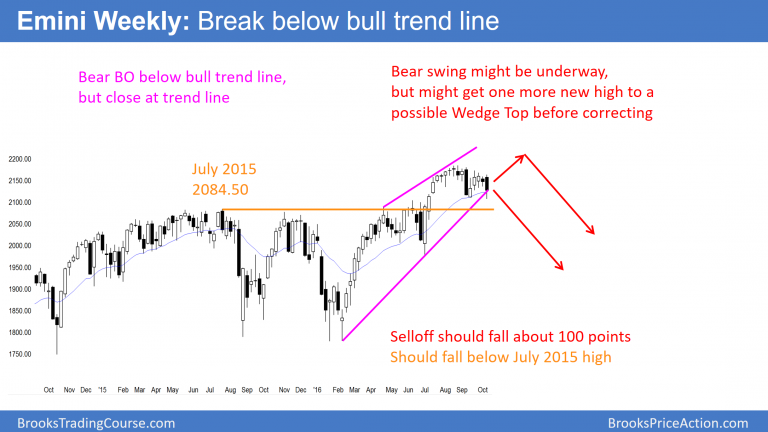 Emini Weekly: Break below bull trend line
Bear BO below bull trend line,
but close at trend line
Bear swing might be underway,
but might get one more new high to a
possible Wedge Top before correcting
July 2015
2084.50
2200.00
2150.00
2100.00
2050.00
2000.00
1950.00
1900.00
1850.00
1800.00
1750.00
Selloff should fall about 100 points
Should fall below July 2015 high
Oct Nov Dec '15 Feb Mar Apr May Jun Jul Aug Sep Oct Nov Dec '16 Feb Mar Apr May Jun Jul Aug Sep Oct
BrooksTradingCourse.com
BrooksPriceAction.com